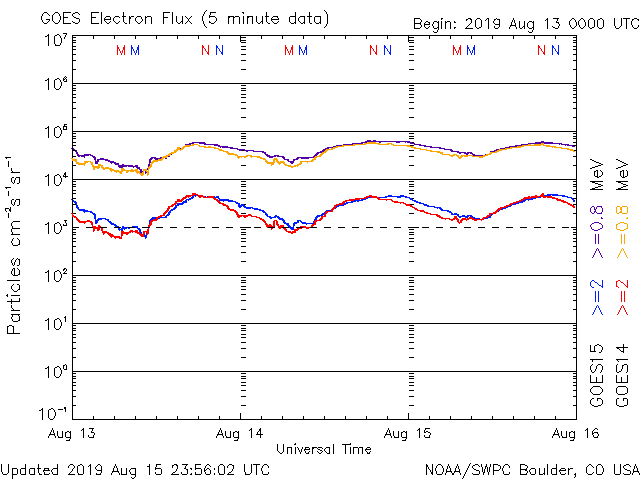 GOES Electron Flux (5 minute data)
Begin: 2019 Aug 13 0000 UTC
M M N N M M N N M M N N
10⁷
10⁶
10⁵
10⁴
10³
10²
10¹
10⁰
10⁻¹
Particles cm⁻²s⁻¹sr⁻¹
Aug 13 Aug 14 Aug 15 Aug 16
Universal Time
GOES15 >=2 >=0.8 MeV
GOES14 >=2 >=0.8 MeV
Updated 2019 Aug 15 23:56:02 UTC
NOAA/SWPC Boulder, CO USA